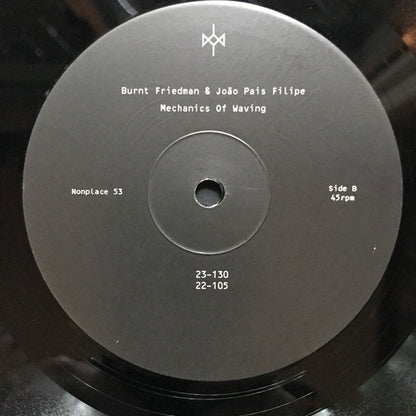 Burnt Friedman & João Pais Filipe
Mechanics Of Waving
Nonplace 53
Side B
45rpm
23-130
22-105